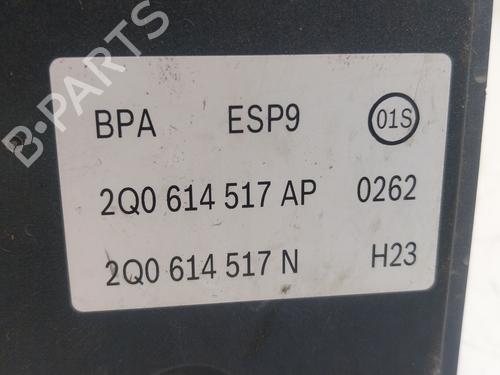 BPA ESP9 01S
2Q0 614 517 AP 0262
2Q0 614 517 N H23
B-PARTS